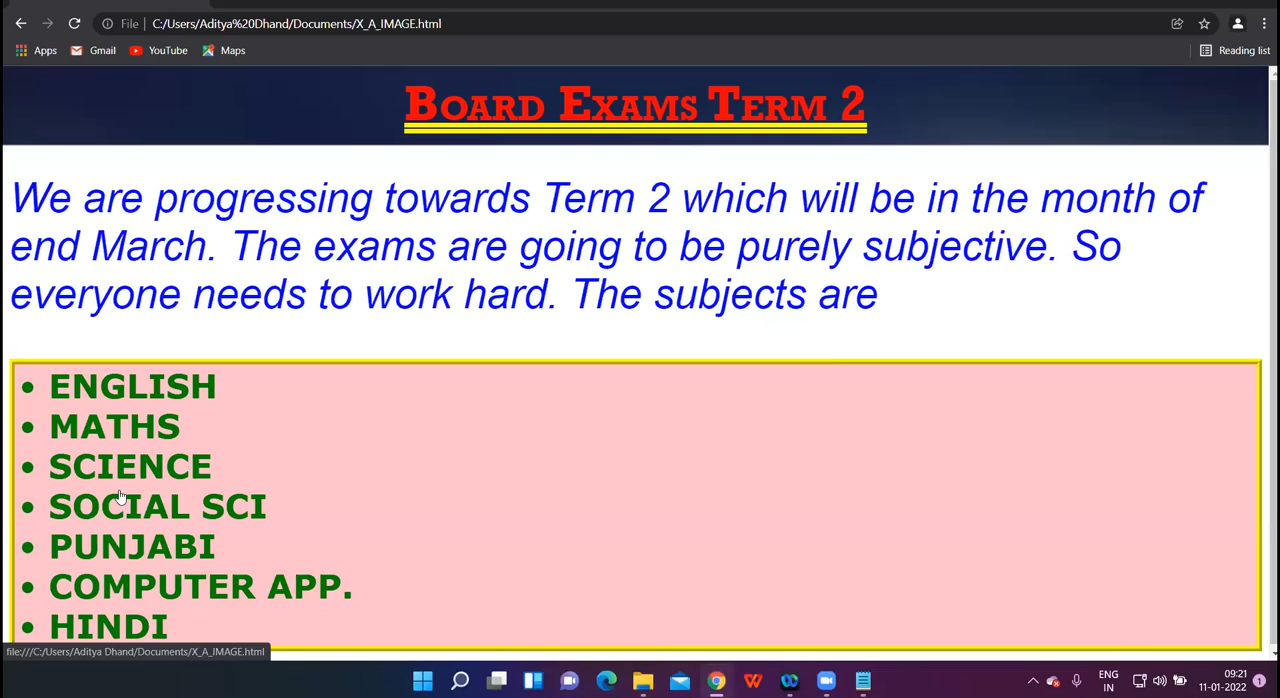 File
C:/Users/Aditya%20Dhand/Documents/X_A_IMAGE.html
Apps
Gmail
YouTube
Maps
Reading list
BOARD EXAMS TERM 2
We are progressing towards Term 2 which will be in the month of
end March. The exams are going to be purely subjective. So
everyone needs to work hard. The subjects are
• ENGLISH
• MATHS
• SCIENCE
• SOCIAL SCI
• PUNJABI
• COMPUTER APP.
• HINDI
file:///C:/Users/Aditya Dhand/Documents/X_A_IMAGE.html
ENG
IN
09:21
11-01-2022
1